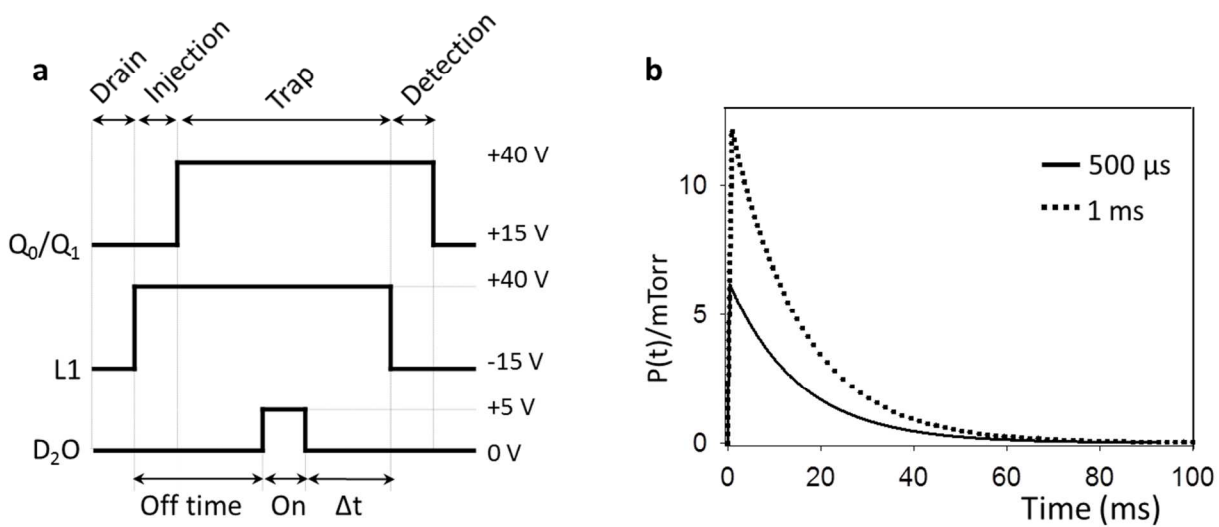 a
Drain
Injection
Trap
Detection
Q₀/Q₁
+40 V
+15 V
L1
+40 V
-15 V
D₂O
+5 V
0 V
Off time
On
Δt
b
P(t)/mTorr
10
5
0
500 μs
1 ms
0
20
40
60
80
100
Time (ms)